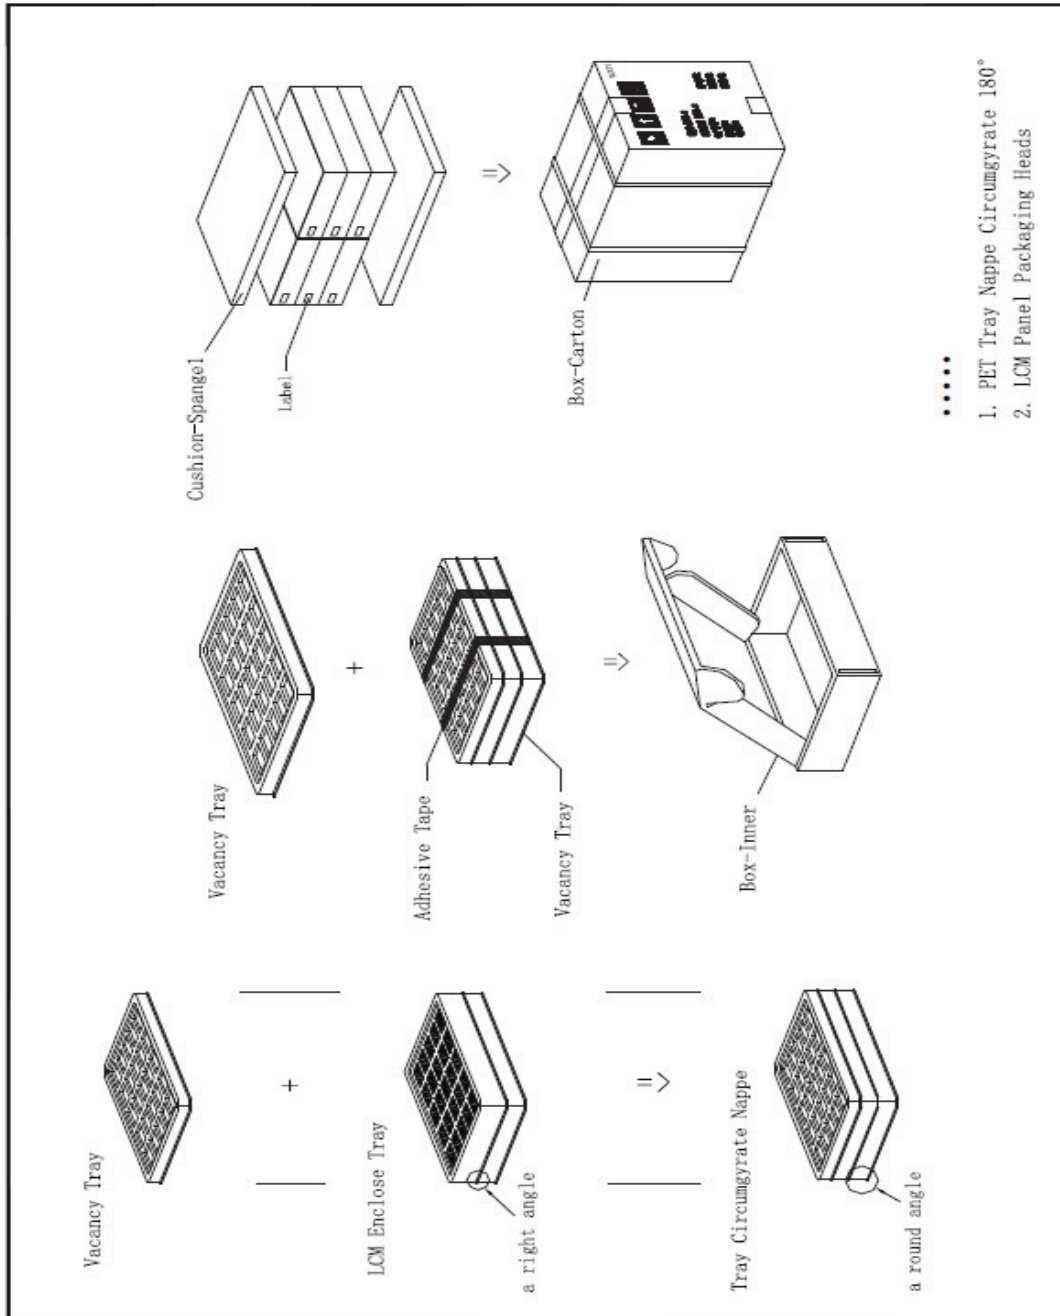 Vacancy Tray
+
LCM Enclose Tray
a right angle
Tray Circumgyrate Nappe
a round angle
Vacancy Tray
+
Adhesive Tape
Vacancy Tray
Box-Inner
Cushion-Spangel
Label
Box-Carton
1. PET Tray Nappe Circumgyrate 180°
2. LCM Panel Packaging Heads